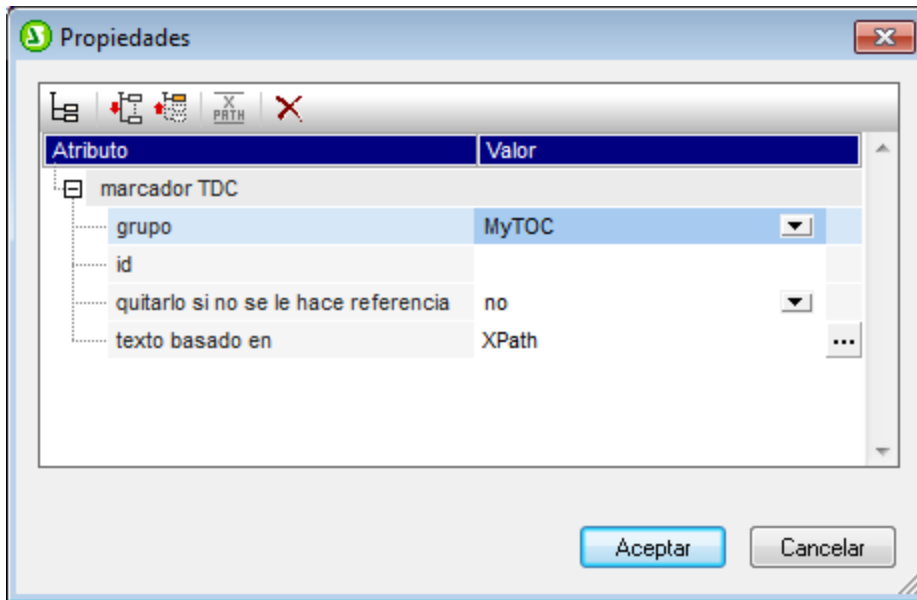 Propiedades
X
PATH
Atributo Valor
marcador TDC
grupo MyTOC
id
quitarlo si no se le hace referencia no
texto basado en XPath ...
Aceptar Cancelar